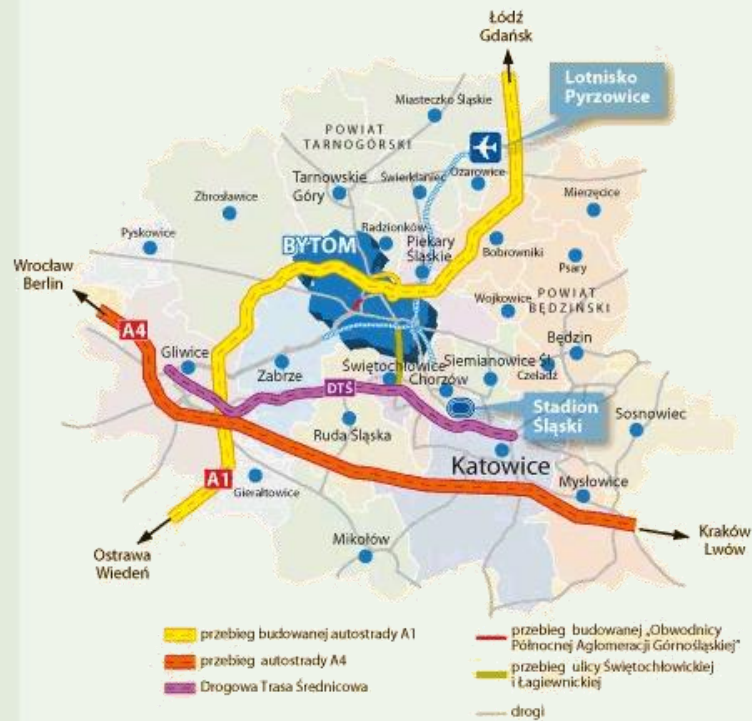 Łódź
Gdańsk
Lotnisko
Pyrzowice
Miasteczko Śląskie
POWIAT
TARNOGÓRSKI
Tarnowskie
Góry
Świerklaniec
Ożarowice
Mierzęcice
Zbrosławice
Radzionków
BYTOM
Piekary
Śląskie
Bobrowniki
Psary
Pyskowice
Wrocław
Berlin
Wojkowice
POWIAT
BĘDZIŃSKI
A4
Gliwice
Zabrze
Świętochłowice
Chorzów
Siemianowice Śl.
Będzin
Czeladź
DTŚ
Stadion
Śląski
Sosnowiec
Ruda Śląska
Katowice
A1
Gierałtowice
Mysłowice
Mikołów
Kraków
Lwów
Ostrawa
Wiedeń
przebieg budowanej autostrady A1
przebieg autostrady A4
Drogowa Trasa Średnicowa
przebieg budowanej „Obwodnicy
Północnej Aglomeracji Górnośląskiej"
przebieg ulicy Świętochłowickiej
i Łagiewnickiej
drogi